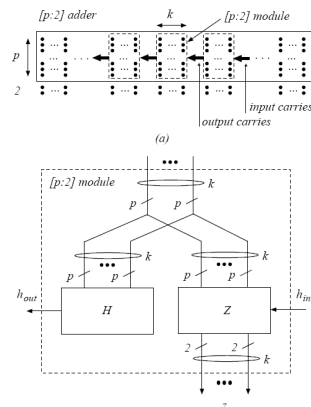 [p:2] adder
k
[p:2] module
p
2
input carries
output carries
(a)
[p:2] module
k
p
p
k
k
p
p
p
p
h_out
H
Z
h_in
2
2
k
z